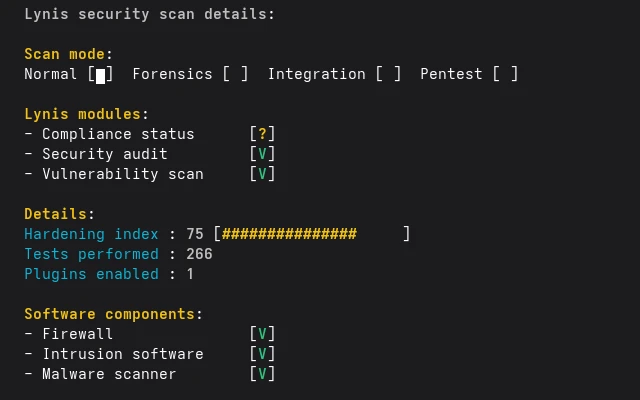 Lynis security scan details:
Scan mode:
Normal [ ]  Forensics [ ]  Integration [ ]  Pentest [ ]
Lynis modules:
- Compliance status      [?]
- Security audit         [V]
- Vulnerability scan     [V]
Details:
Hardening index : 75 [###############     ]
Tests performed : 266
Plugins enabled : 1
Software components:
- Firewall               [V]
- Intrusion software     [V]
- Malware scanner        [V]